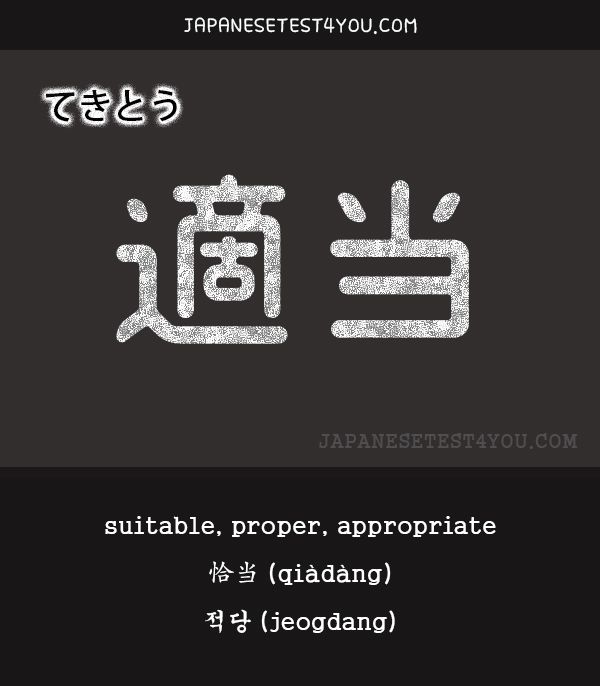 JAPANESETEST4YOU.COM
てきとう
適当
JAPANESETEST4YOU.COM
suitable, proper, appropriate
恰当 (qiàdàng)
적당 (jeogdang)